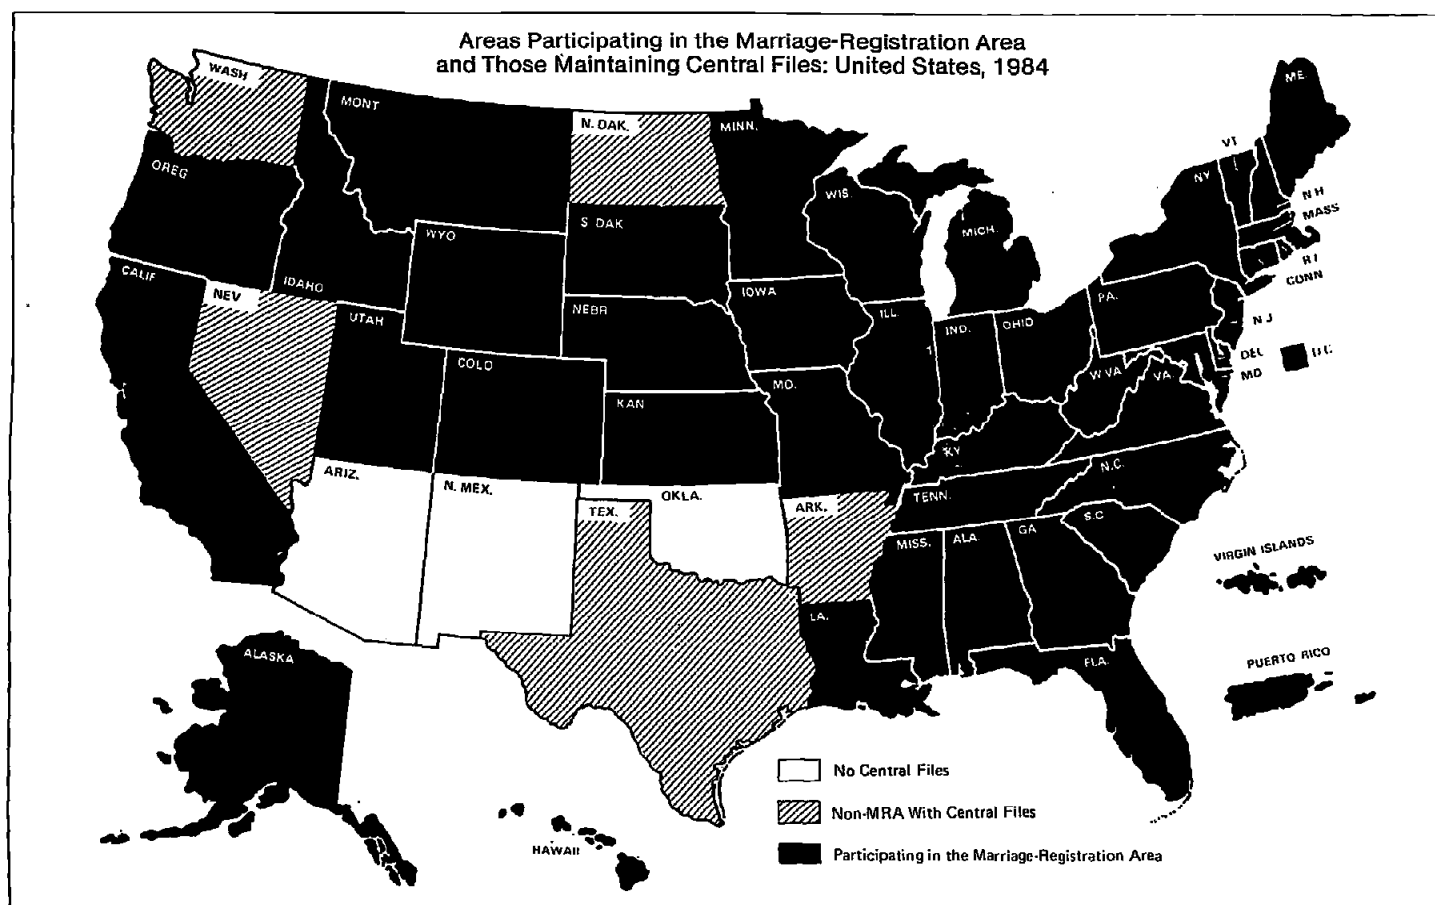 Areas Participating in the Marriage-Registration Area
and Those Maintaining Central Files: United States, 1984
WASH
MONT
N. DAK.
MINN.
ME.
OREG
VT
NY
N H
MASS
WIS.
MICH.
R I
CONN
S. DAK
WYO
IDAHO
CALIF
NEV
UTAH
NEBR
IOWA
PA.
N J
ILL.
IND.
OHIO
DEL
D C
MD
COLO
W VA
VA.
KAN
MO.
KY
N.C.
TENN.
ARIZ.
N. MEX.
OKLA.
TEX.
ARK.
S.C
MISS.
ALA.
GA
VIRGIN ISLANDS
LA.
FLA.
PUERTO RICO
ALASKA
HAWAII
No Central Files
Non-MRA With Central Files
Participating in the Marriage-Registration Area